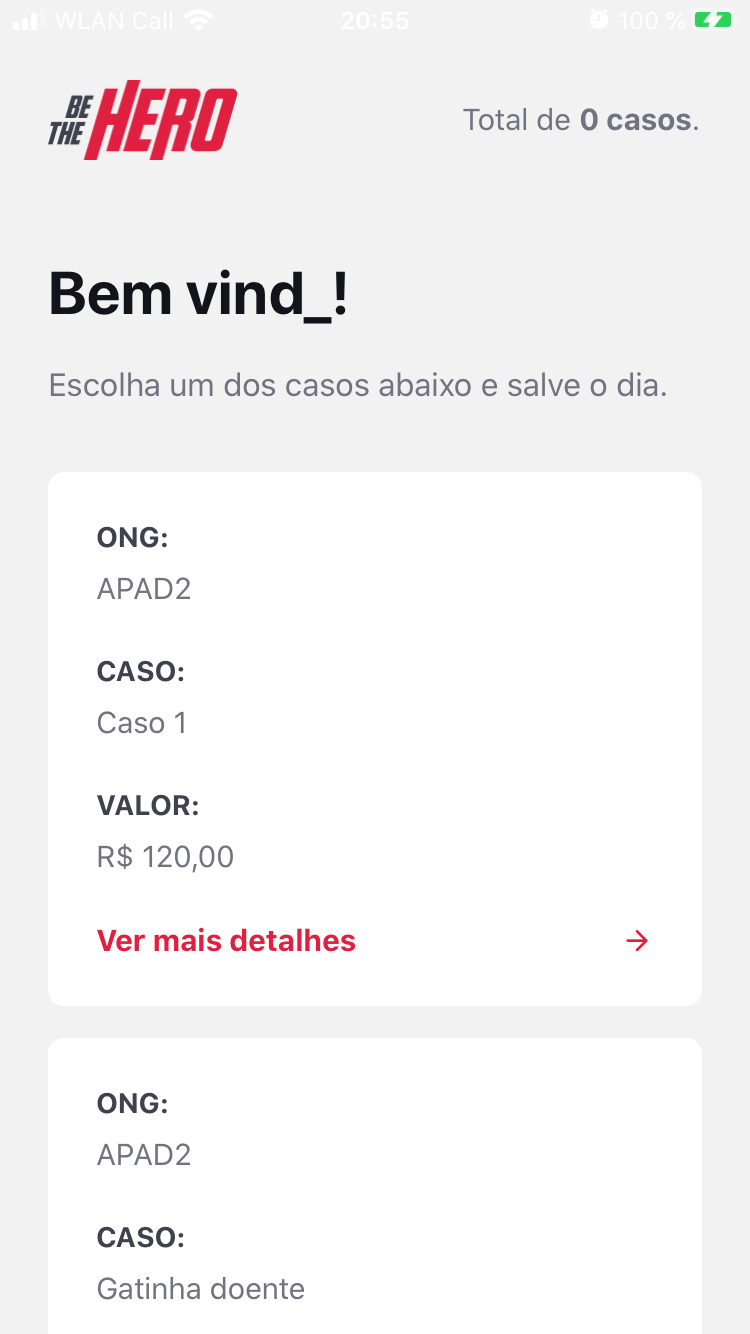 WLAN Call 20:55 100 %
BE THE HERO
Total de 0 casos.
Bem vind_!
Escolha um dos casos abaixo e salve o dia.
ONG:
APAD2
CASO:
Caso 1
VALOR:
R$ 120,00
Ver mais detalhes →
ONG:
APAD2
CASO:
Gatinha doente